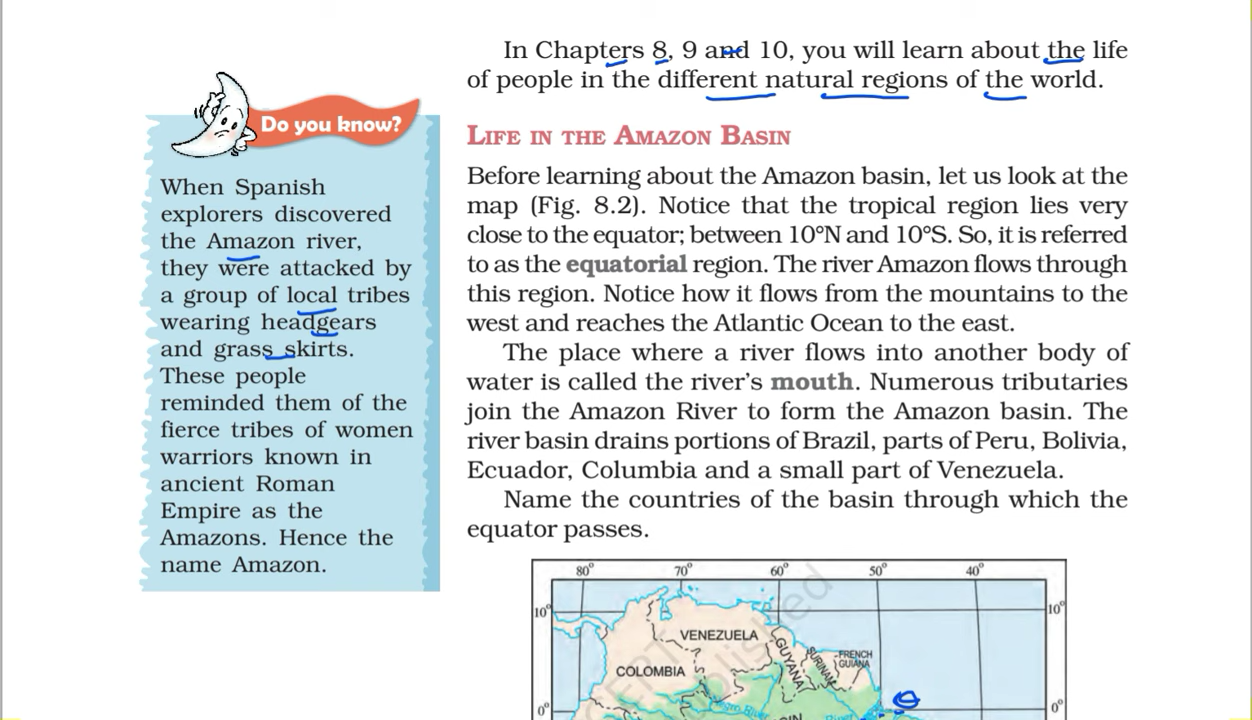 In Chapters 8, 9 and 10, you will learn about the life
of people in the different natural regions of the world.
Do you know?
When Spanish
explorers discovered
the Amazon river,
they were attacked by
a group of local tribes
wearing headgears
and grass skirts.
These people
reminded them of the
fierce tribes of women
warriors known in
ancient Roman
Empire as the
Amazons. Hence the
name Amazon.
LIFE IN THE AMAZON BASIN
Before learning about the Amazon basin, let us look at the
map (Fig. 8.2). Notice that the tropical region lies very
close to the equator; between 10°N and 10°S. So, it is referred
to as the equatorial region. The river Amazon flows through
this region. Notice how it flows from the mountains to the
west and reaches the Atlantic Ocean to the east.
The place where a river flows into another body of
water is called the river's mouth. Numerous tributaries
join the Amazon River to form the Amazon basin. The
river basin drains portions of Brazil, parts of Peru, Bolivia,
Ecuador, Columbia and a small part of Venezuela.
Name the countries of the basin through which the
equator passes.
80° 70° 60° 50° 40°
10° 10°
VENEZUELA
COLOMBIA
GUYANA
SURINAM
FRENCH
GUIANA
0° 0°